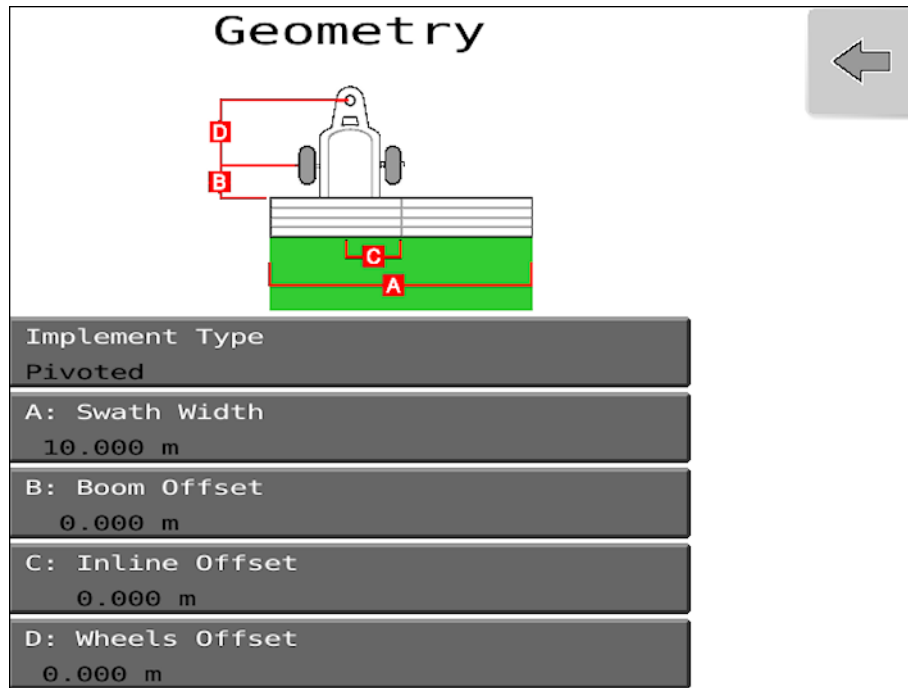 Geometry
D
B
C
A
Implement Type
Pivoted
A: Swath Width
10.000 m
B: Boom Offset
0.000 m
C: Inline Offset
0.000 m
D: Wheels Offset
0.000 m